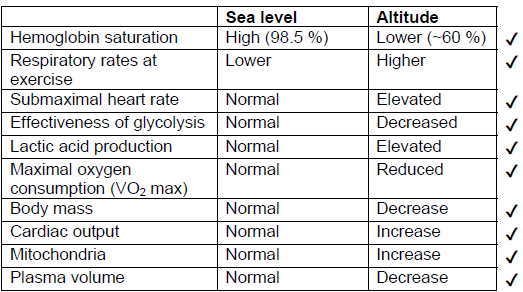 Sea level Altitude
Hemoglobin saturation High (98.5 %) Lower (~60 %) ✓
Respiratory rates at Lower Higher ✓
exercise
Submaximal heart rate Normal Elevated ✓
Effectiveness of glycolysis Normal Decreased ✓
Lactic acid production Normal Elevated ✓
Maximal oxygen Normal Reduced ✓
consumption (VO₂ max)
Body mass Normal Decrease ✓
Cardiac output Normal Increase ✓
Mitochondria Normal Increase ✓
Plasma volume Normal Decrease ✓